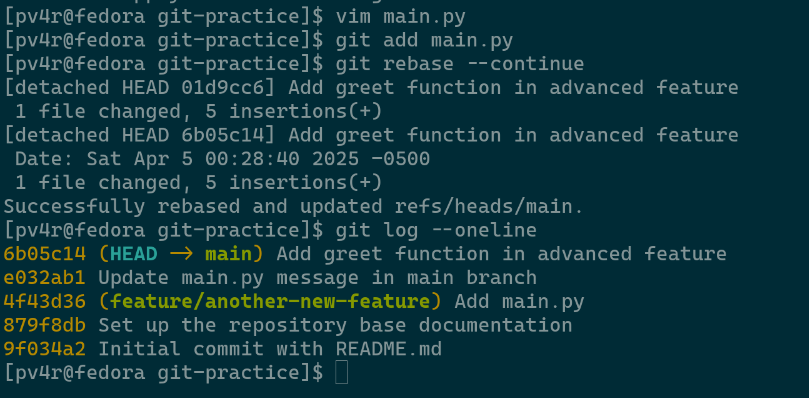 [pv4r@fedora git-practice]$ vim main.py
[pv4r@fedora git-practice]$ git add main.py
[pv4r@fedora git-practice]$ git rebase --continue
[detached HEAD 01d9cc6] Add greet function in advanced feature
 1 file changed, 5 insertions(+)
[detached HEAD 6b05c14] Add greet function in advanced feature
 Date: Sat Apr 5 00:28:40 2025 -0500
 1 file changed, 5 insertions(+)
Successfully rebased and updated refs/heads/main.
[pv4r@fedora git-practice]$ git log --oneline
6b05c14 (HEAD -> main) Add greet function in advanced feature
e032ab1 Update main.py message in main branch
4f43d36 (feature/another-new-feature) Add main.py
879f8db Set up the repository base documentation
9f034a2 Initial commit with README.md
[pv4r@fedora git-practice]$